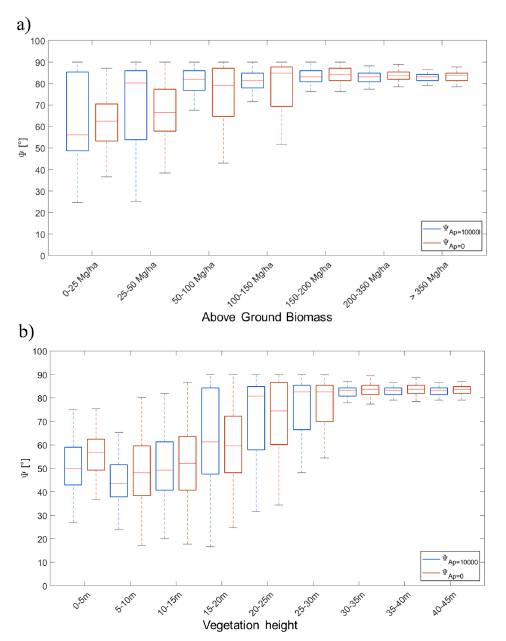 a)
100
90
80
70
60
50
40
30
20
10
0
Ψ [°]
Ψ Ap=10000
Ψ Ap=0
0-25 Mg/ha
25-50 Mg/ha
50-100 Mg/ha
100-150 Mg/ha
150-200 Mg/ha
200-350 Mg/ha
> 350 Mg/ha
Above Ground Biomass
b)
100
90
80
70
60
50
40
30
20
10
0
Ψ [°]
Ψ Ap=10000
Ψ Ap=0
0-5m
5-10m
10-15m
15-20m
20-25m
25-30m
30-35m
35-40m
40-45m
Vegetation height